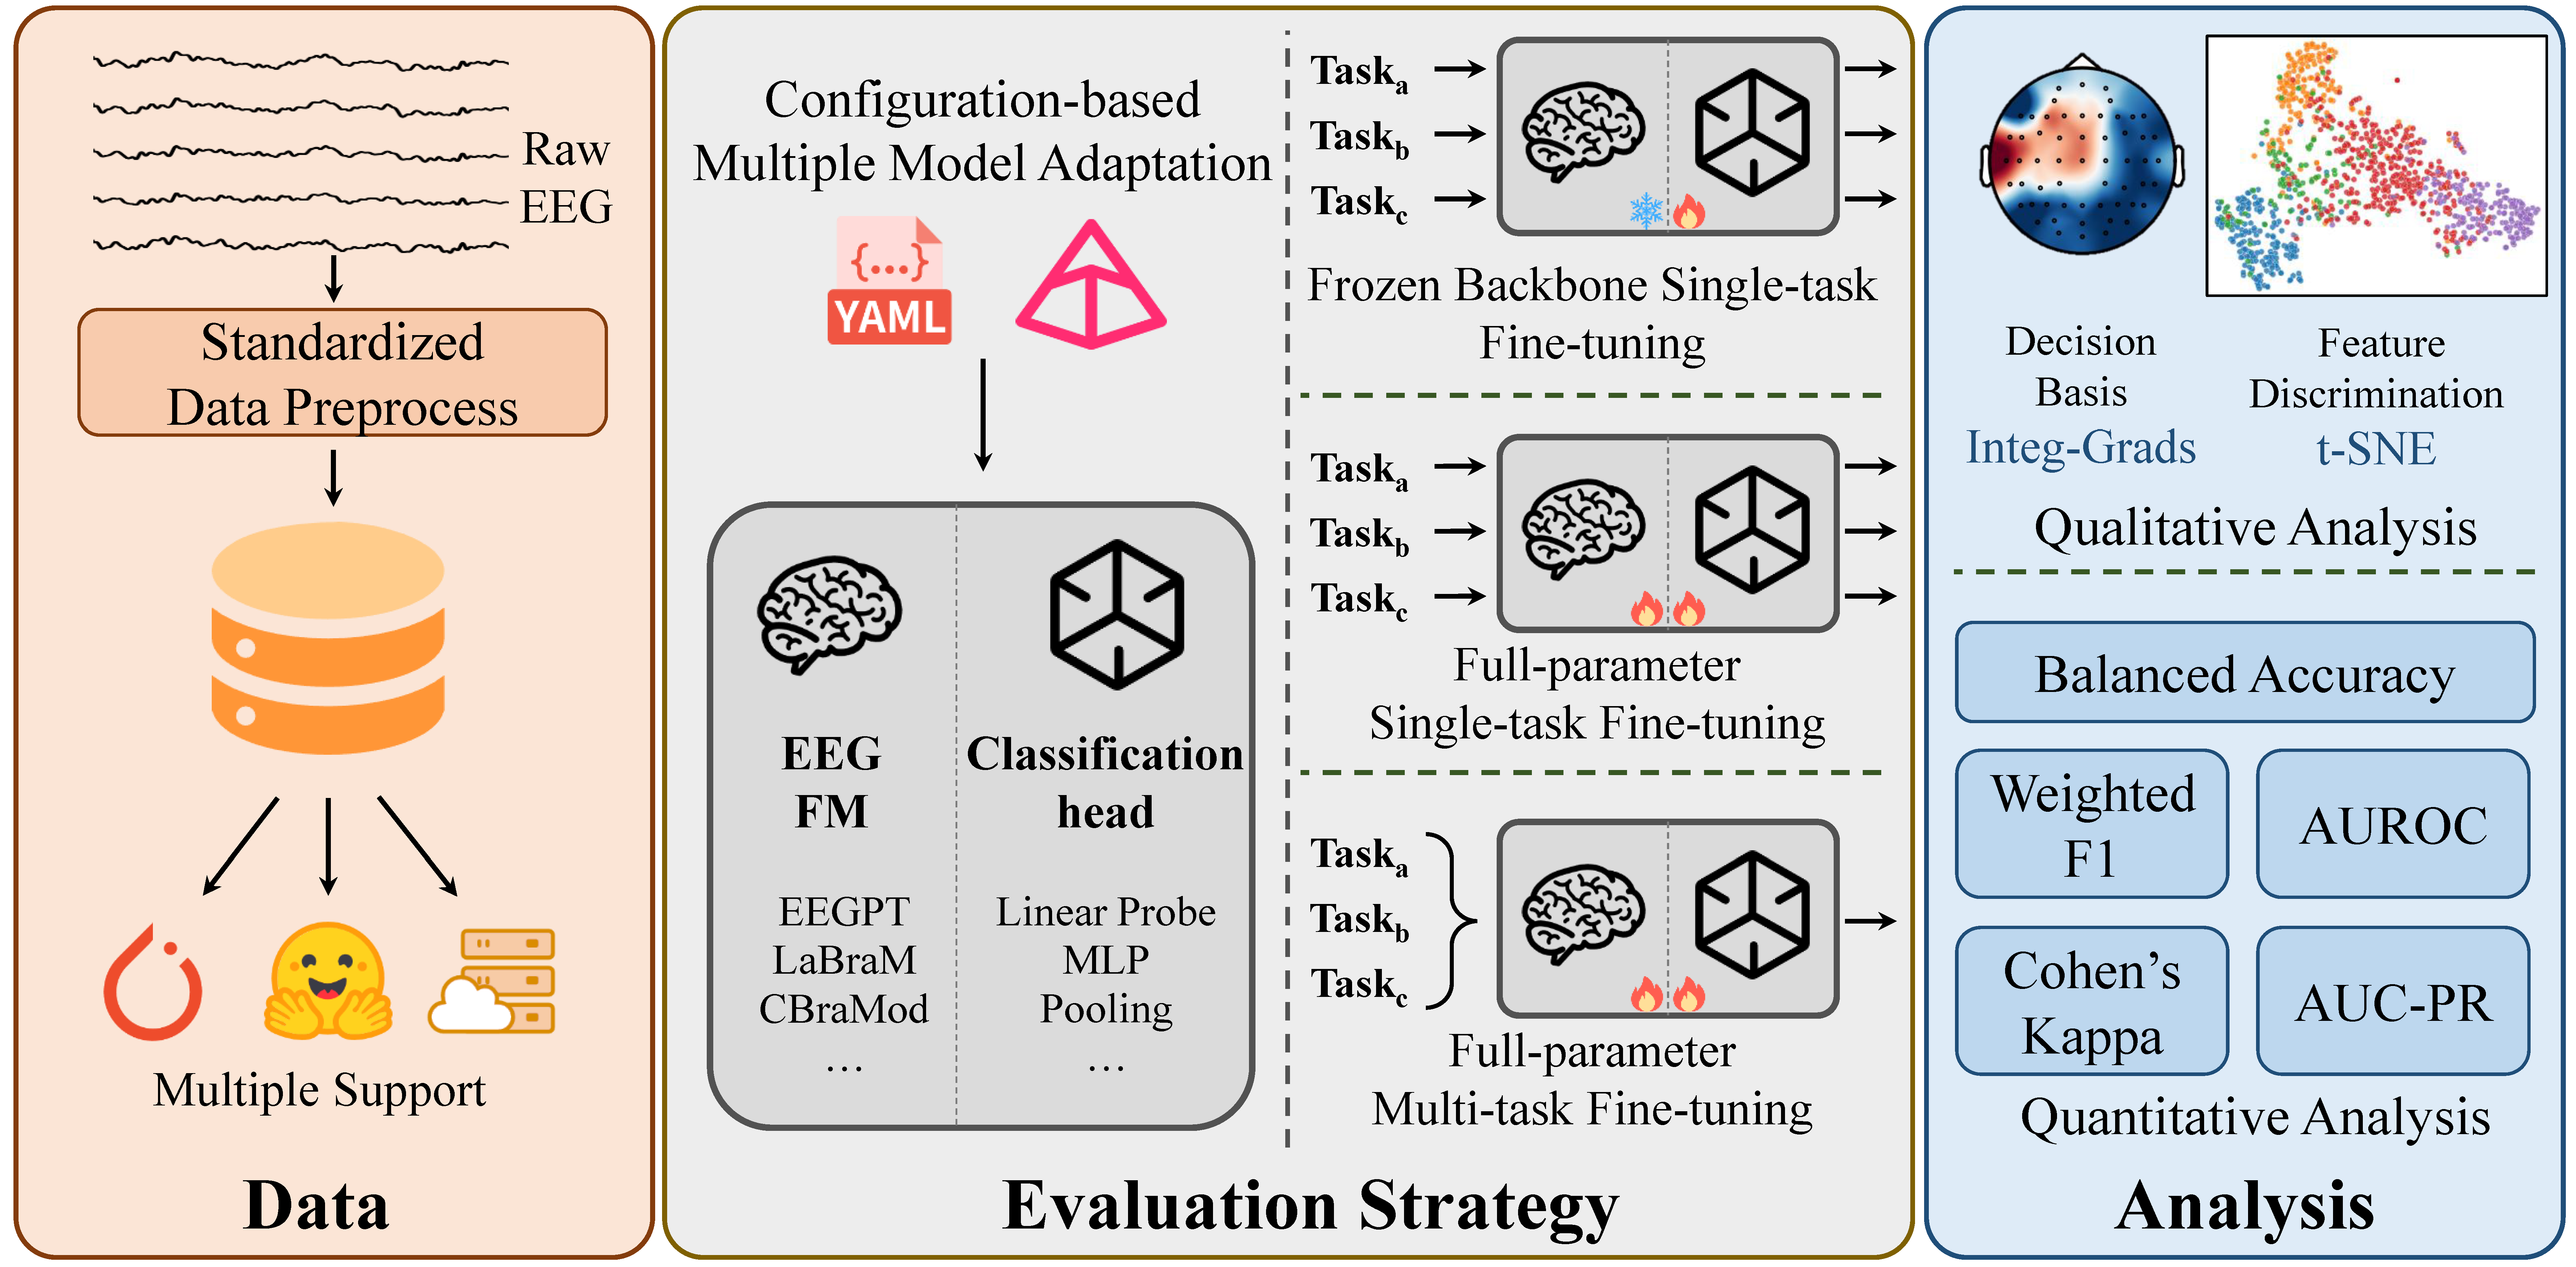 Raw
EEG
Standardized
Data Preprocess
Multiple Support
Data
Configuration-based
Multiple Model Adaptation
{...}
YAML
EEG
FM
EEGPT
LaBraM
CBraMod
...
Classification
head
Linear Probe
MLP
Pooling
...
Task_a
Task_b
Task_c
Frozen Backbone Single-task
Fine-tuning
Task_a
Task_b
Task_c
Full-parameter
Single-task Fine-tuning
Task_a
Task_b
Task_c
Full-parameter
Multi-task Fine-tuning
Evaluation Strategy
Decision
Basis
Integ-Grads
Feature
Discrimination
t-SNE
Qualitative Analysis
Balanced Accuracy
Weighted
F1
AUROC
Cohen’s
Kappa
AUC-PR
Quantitative Analysis
Analysis